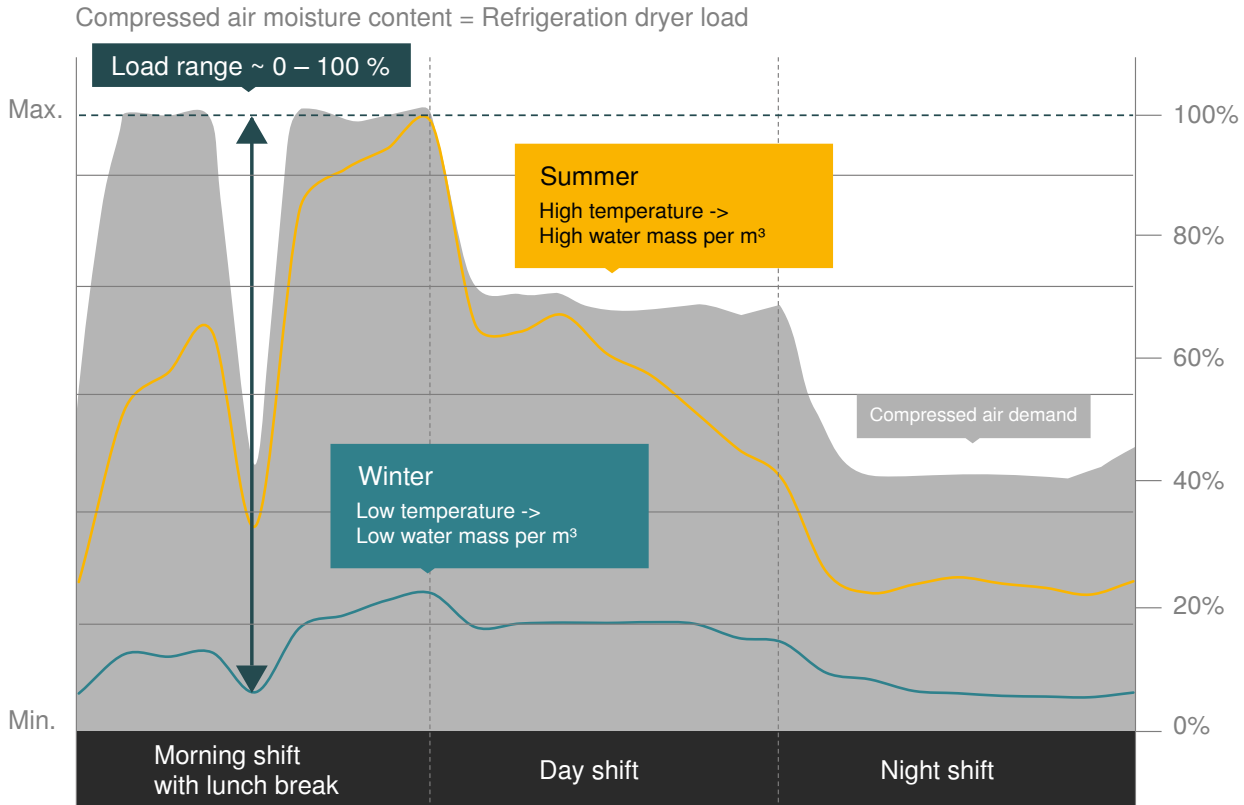 Compressed air moisture content = Refrigeration dryer load
Load range ~ 0 – 100 %
Max.
100%
Summer
High temperature ->
High water mass per m³
80%
60%
Compressed air demand
Winter
Low temperature ->
Low water mass per m³
40%
20%
Min.
0%
Morning shift
with lunch break
Day shift
Night shift